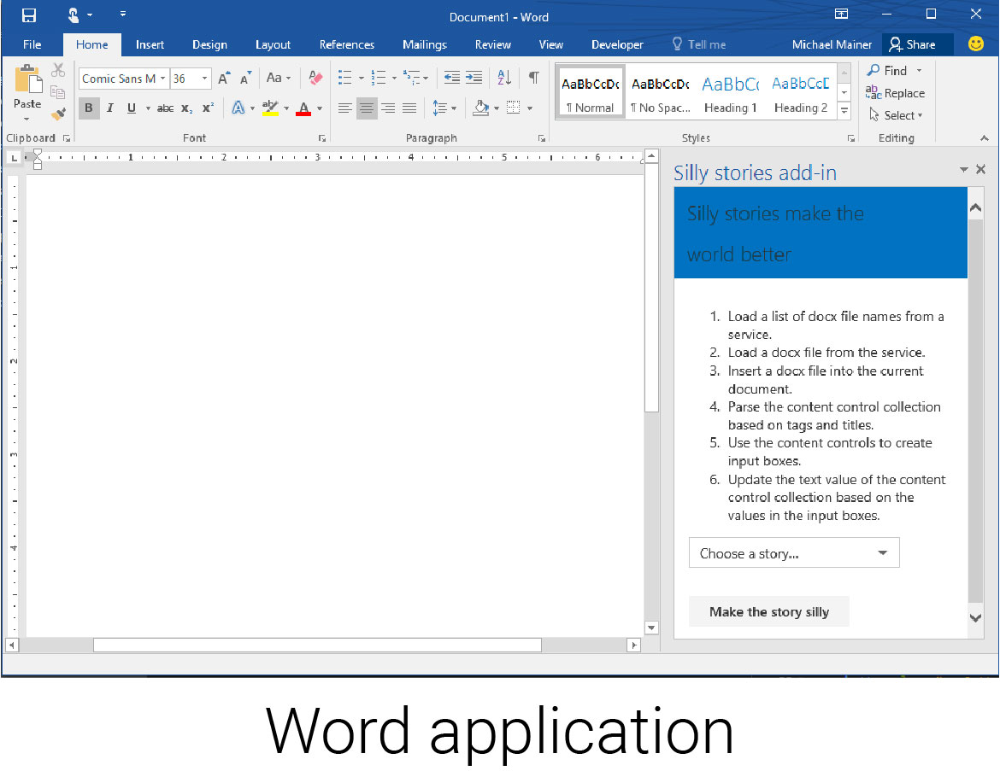 Document1 - Word
File Home Insert Design Layout References Mailings Review View Developer Tell me Michael Mainer Share
Comic Sans M 36 Aa Find
AaBbCcDc AaBbCcDc AaBbCc AaBbCcD
Replace
Paste B I U abc x₂ x² A ab A ¶ Normal ¶ No Spac... Heading 1 Heading 2 Select
Clipboard Font Paragraph Styles Editing
L 1 2 3 4 5 6
Silly stories add-in
Silly stories make the
world better
1
2
3
4
1. Load a list of docx file names from a
service.
2. Load a docx file from the service.
3. Insert a docx file into the current
document.
4. Parse the content control collection
based on tags and titles.
5. Use the content controls to create
input boxes.
6. Update the text value of the content
control collection based on the
values in the input boxes.
Choose a story...
Make the story silly
Word application